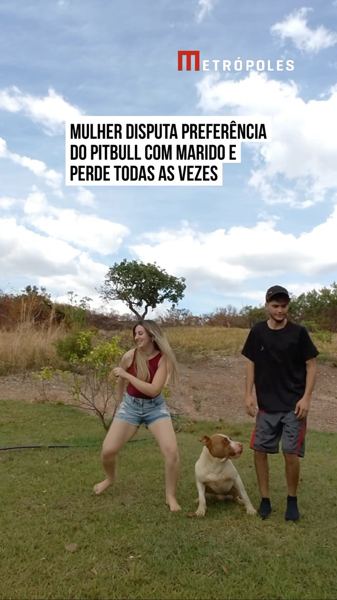 METRÓPOLES
MULHER DISPUTA PREFERÊNCIA
DO PITBULL COM MARIDO E
PERDE TODAS AS VEZES